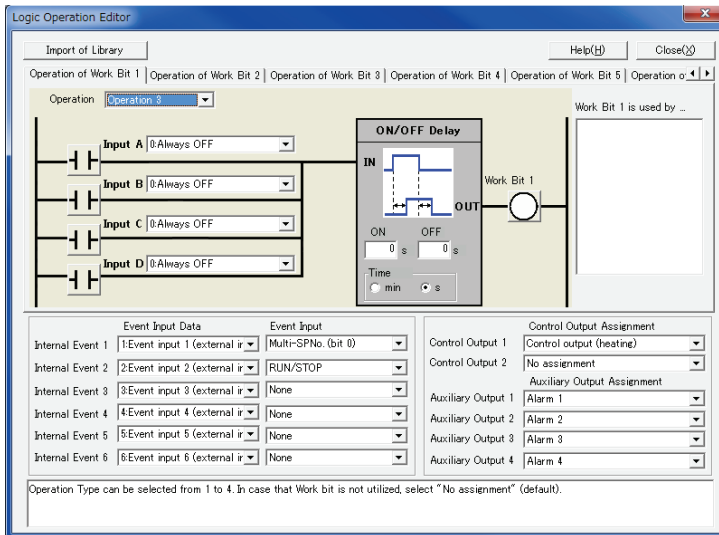 Logic Operation Editor
Import of Library
Help(H)
Close(X)
Operation of Work Bit 1
Operation of Work Bit 2
Operation of Work Bit 3
Operation of Work Bit 4
Operation of Work Bit 5
Operation o
Operation
Operation 3
Work Bit 1 is used by ...
Input A
0:Always OFF
Input B
0:Always OFF
Input C
0:Always OFF
Input D
0:Always OFF
ON/OFF Delay
IN
OUT
ON
OFF
0 s
0 s
Time
min
s
Work Bit 1
Event Input Data
Event Input
Internal Event 1
1:Event input 1 (external ir
Multi-SPNo. (bit 0)
Internal Event 2
2:Event input 2 (external ir
RUN/STOP
Internal Event 3
3:Event input 3 (external ir
None
Internal Event 4
4:Event input 4 (external ir
None
Internal Event 5
5:Event input 5 (external ir
None
Internal Event 6
6:Event input 6 (external ir
None
Control Output Assignment
Control Output 1
Control output (heating)
Control Output 2
No assignment
Auxiliary Output Assignment
Auxiliary Output 1
Alarm 1
Auxiliary Output 2
Alarm 2
Auxiliary Output 3
Alarm 3
Auxiliary Output 4
Alarm 4
Operation Type can be selected from 1 to 4. In case that Work bit is not utilized, select "No assignment" (default).